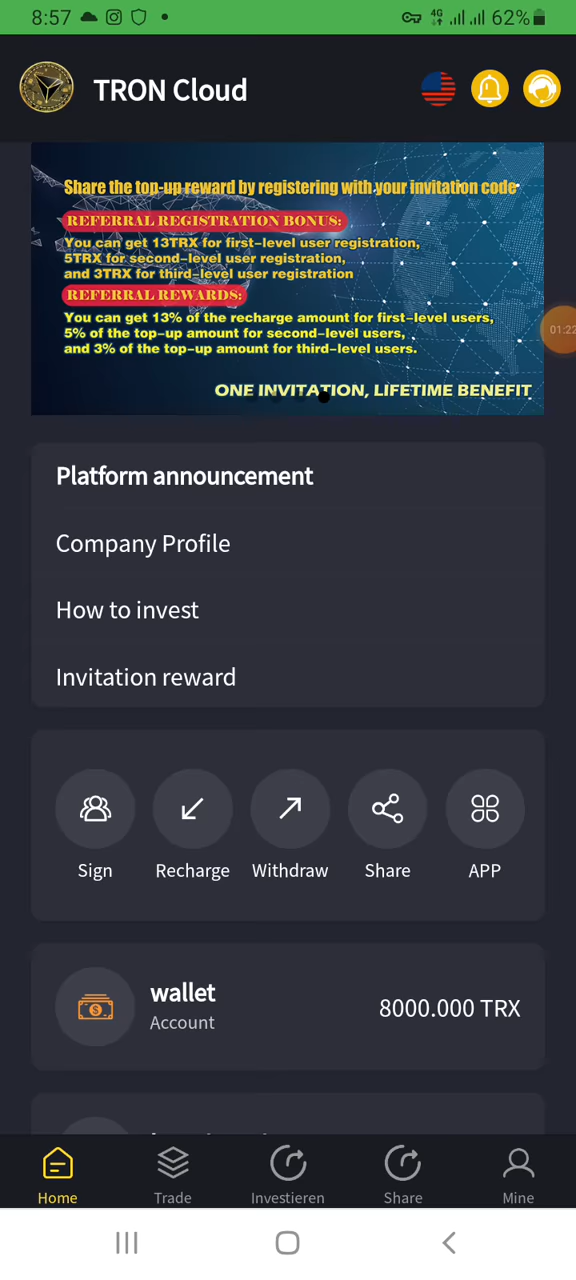 8:57
4G
62%
TRON Cloud
Share the top-up reward by registering with your invitation code
REFERRAL REGISTRATION BONUS:
You can get 13TRX for first-level user registration,
5TRX for second-level user registration,
and 3TRX for third-level user registration
REFERRAL REWARDS:
You can get 13% of the recharge amount for first-level users,
5% of the top-up amount for second-level users,
and 3% of the top-up amount for third-level users.
01:22
ONE INVITATION, LIFETIME BENEFIT
Platform announcement
Company Profile
How to invest
Invitation reward
Sign Recharge Withdraw Share APP
wallet
Account
8000.000 TRX
Home Trade Investieren Share Mine